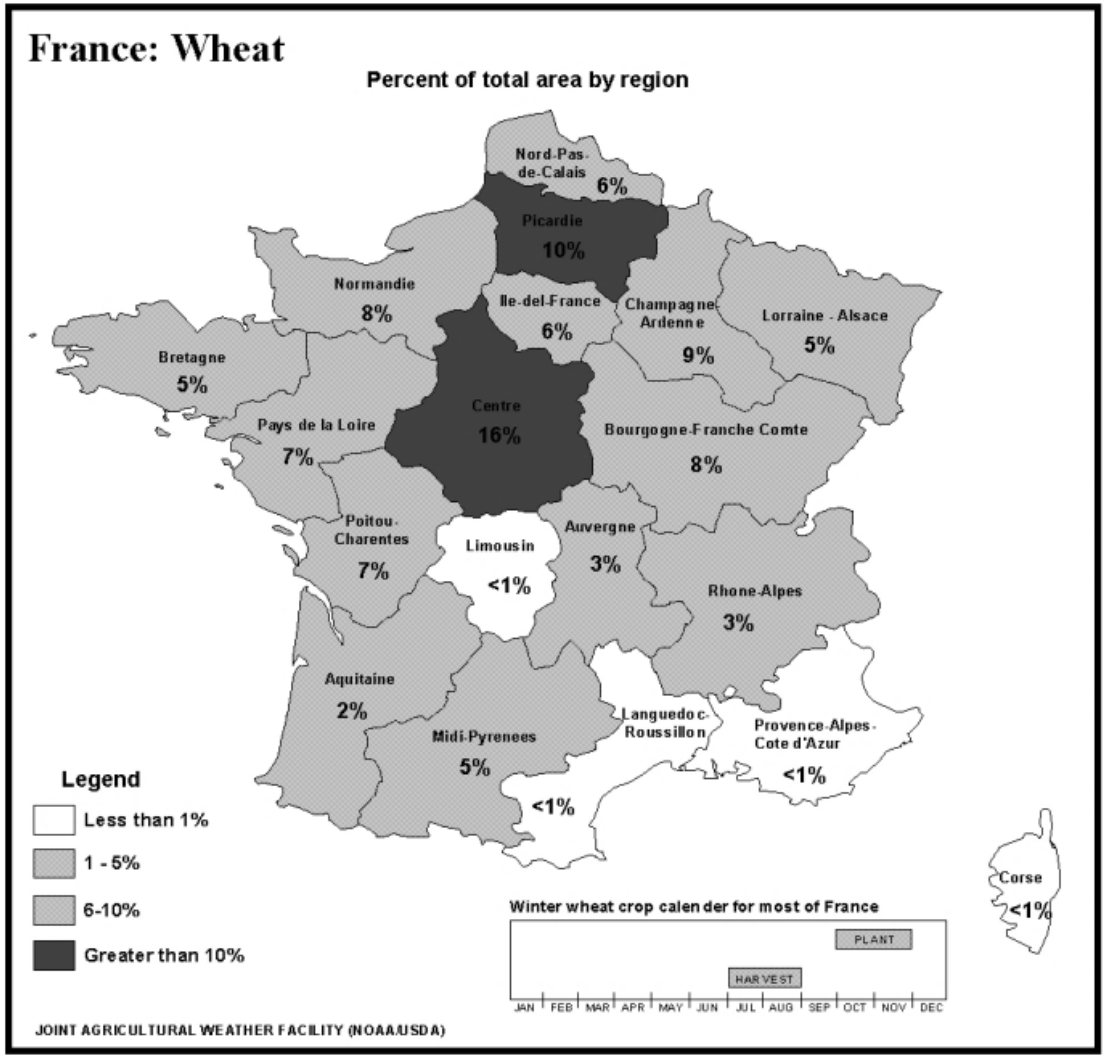 France: Wheat
Percent of total area by region
Nord-Pas-
de-Calais
6%
Picardie
10%
Normandie
8%
Ile-del-France
6%
Champagne-
Ardenne
9%
Lorraine - Alsace
5%
Bretagne
5%
Pays de la Loire
7%
Centre
16%
Bourgogne-Franche Comte
8%
Poitou-
Charentes
7%
Limousin
<1%
Auvergne
3%
Rhone-Alpes
3%
Aquitaine
2%
Midi-Pyrenees
5%
Languedoc-
Roussillon
<1%
Provence-Alpes-
Cote d'Azur
<1%
Corse
<1%
Legend
Less than 1%
1 - 5%
6-10%
Greater than 10%
Winter wheat crop calender for most of France
PLANT
HARVEST
JAN FEB MAR APR MAY JUN JUL AUG SEP OCT NOV DEC
JOINT AGRICULTURAL WEATHER FACILITY (NOAA/USDA)